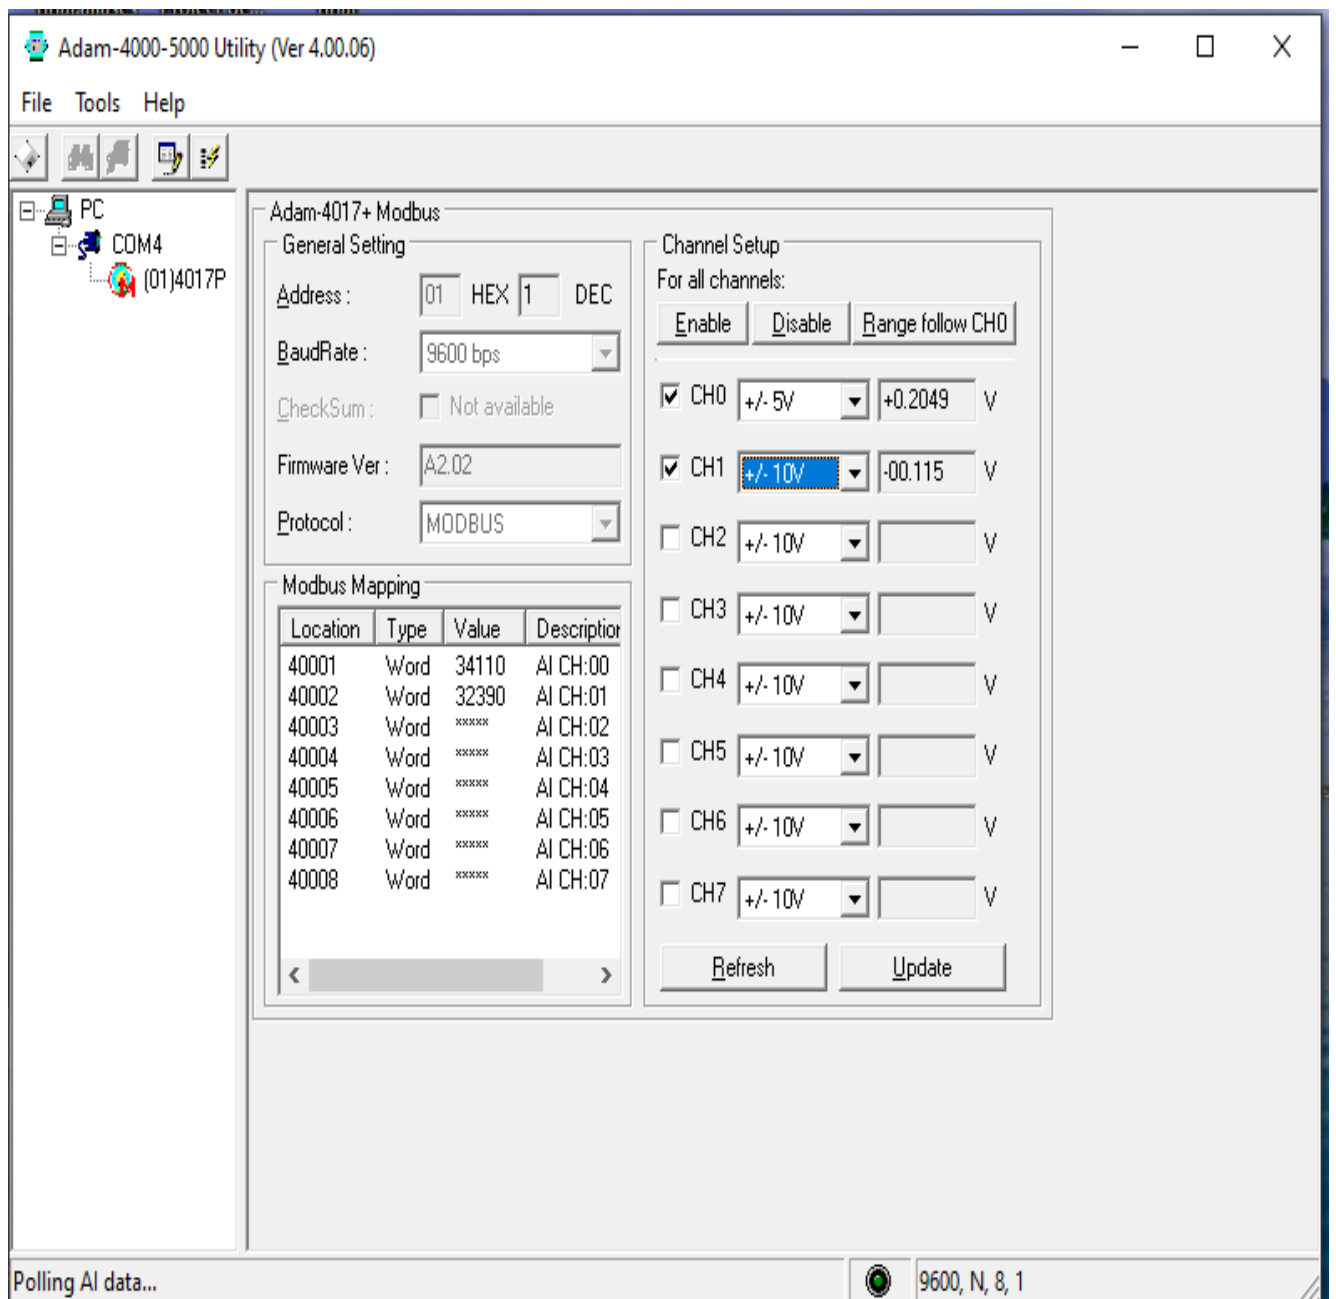 Adam-4000-5000 Utility (Ver 4.00.06)
File Tools Help
PC
COM4
(01)4017P
Adam-4017+ Modbus
General Setting
Address : 01 HEX 1 DEC
BaudRate : 9600 bps
CheckSum : Not available
Firmware Ver : A2.02
Protocol : MODBUS
Modbus Mapping
Location Type Value Description
40001 Word 34110 AI CH:00
40002 Word 32390 AI CH:01
40003 Word ***** AI CH:02
40004 Word ***** AI CH:03
40005 Word ***** AI CH:04
40006 Word ***** AI CH:05
40007 Word ***** AI CH:06
40008 Word ***** AI CH:07
Channel Setup
For all channels:
Enable Disable Range follow CH0
CH0 +/- 5V +0.2049 V
CH1 +/- 10V -00.115 V
CH2 +/- 10V V
CH3 +/- 10V V
CH4 +/- 10V V
CH5 +/- 10V V
CH6 +/- 10V V
CH7 +/- 10V V
Refresh Update
Polling AI data... 9600, N, 8, 1